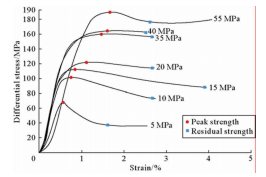 190
180
160
140
120
100
80
60
40
20
0
0.1
1
2
3
4
5
Differential stress/MPa
Strain/%
55 MPa
40 MPa
35 MPa
20 MPa
15 MPa
10 MPa
5 MPa
Peak strength
Residual strength